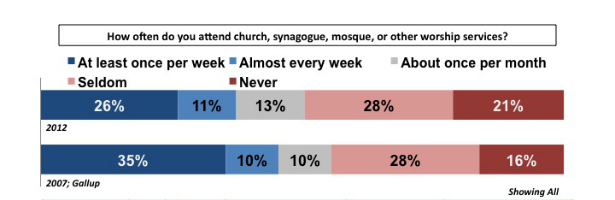 How often do you attend church, synagogue, mosque, or other worship services?
At least once per week Almost every week About once per month
Seldom Never
26% 11% 13% 28% 21%
2012
35% 10% 10% 28% 16%
2007; Gallup
Showing All